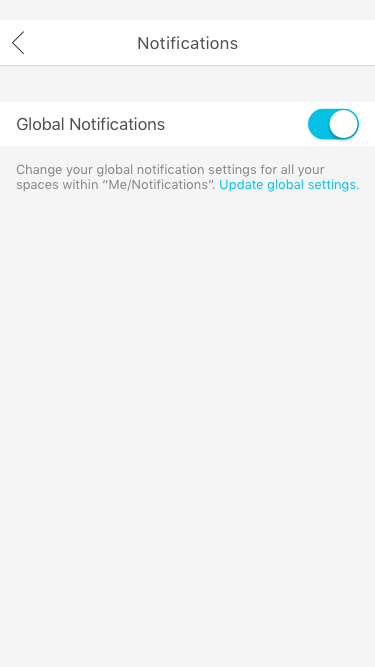 Notifications
Global Notifications
Change your global notification settings for all your
spaces within “Me/Notifications”. Update global settings.